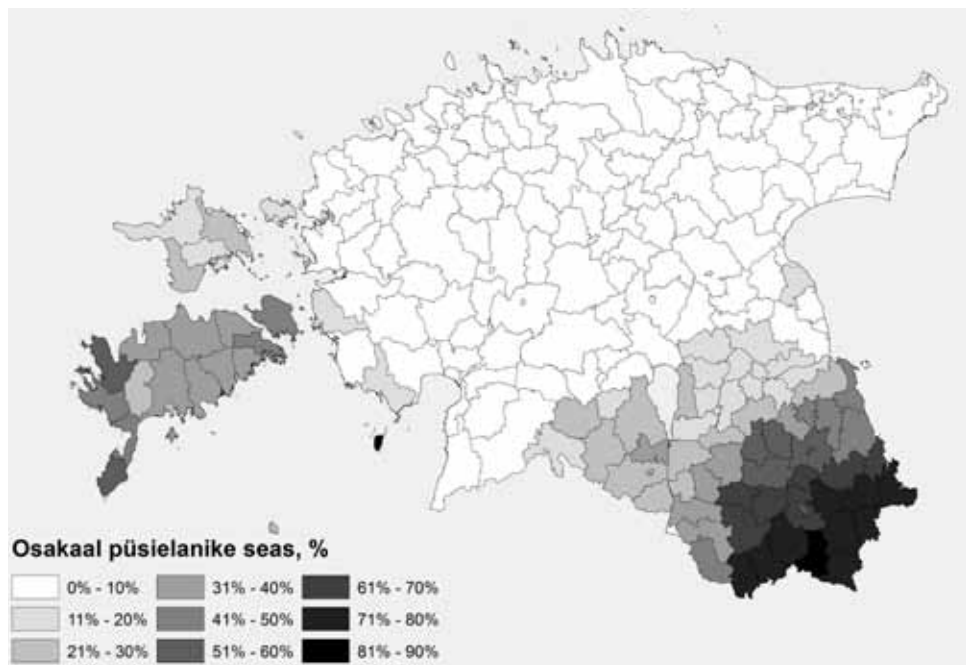 Osakaal püsielanike seas, %
0% - 10% 31% - 40% 61% - 70%
11% - 20% 41% - 50% 71% - 80%
21% - 30% 51% - 60% 81% - 90%